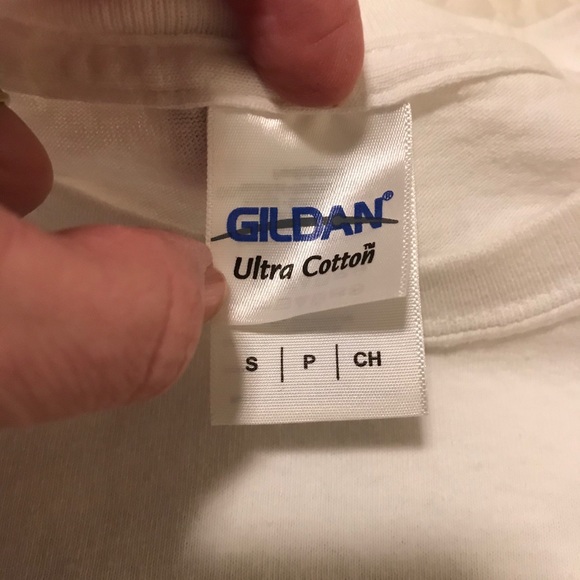 GILDAN®
Ultra Cotton™
S | P | CH